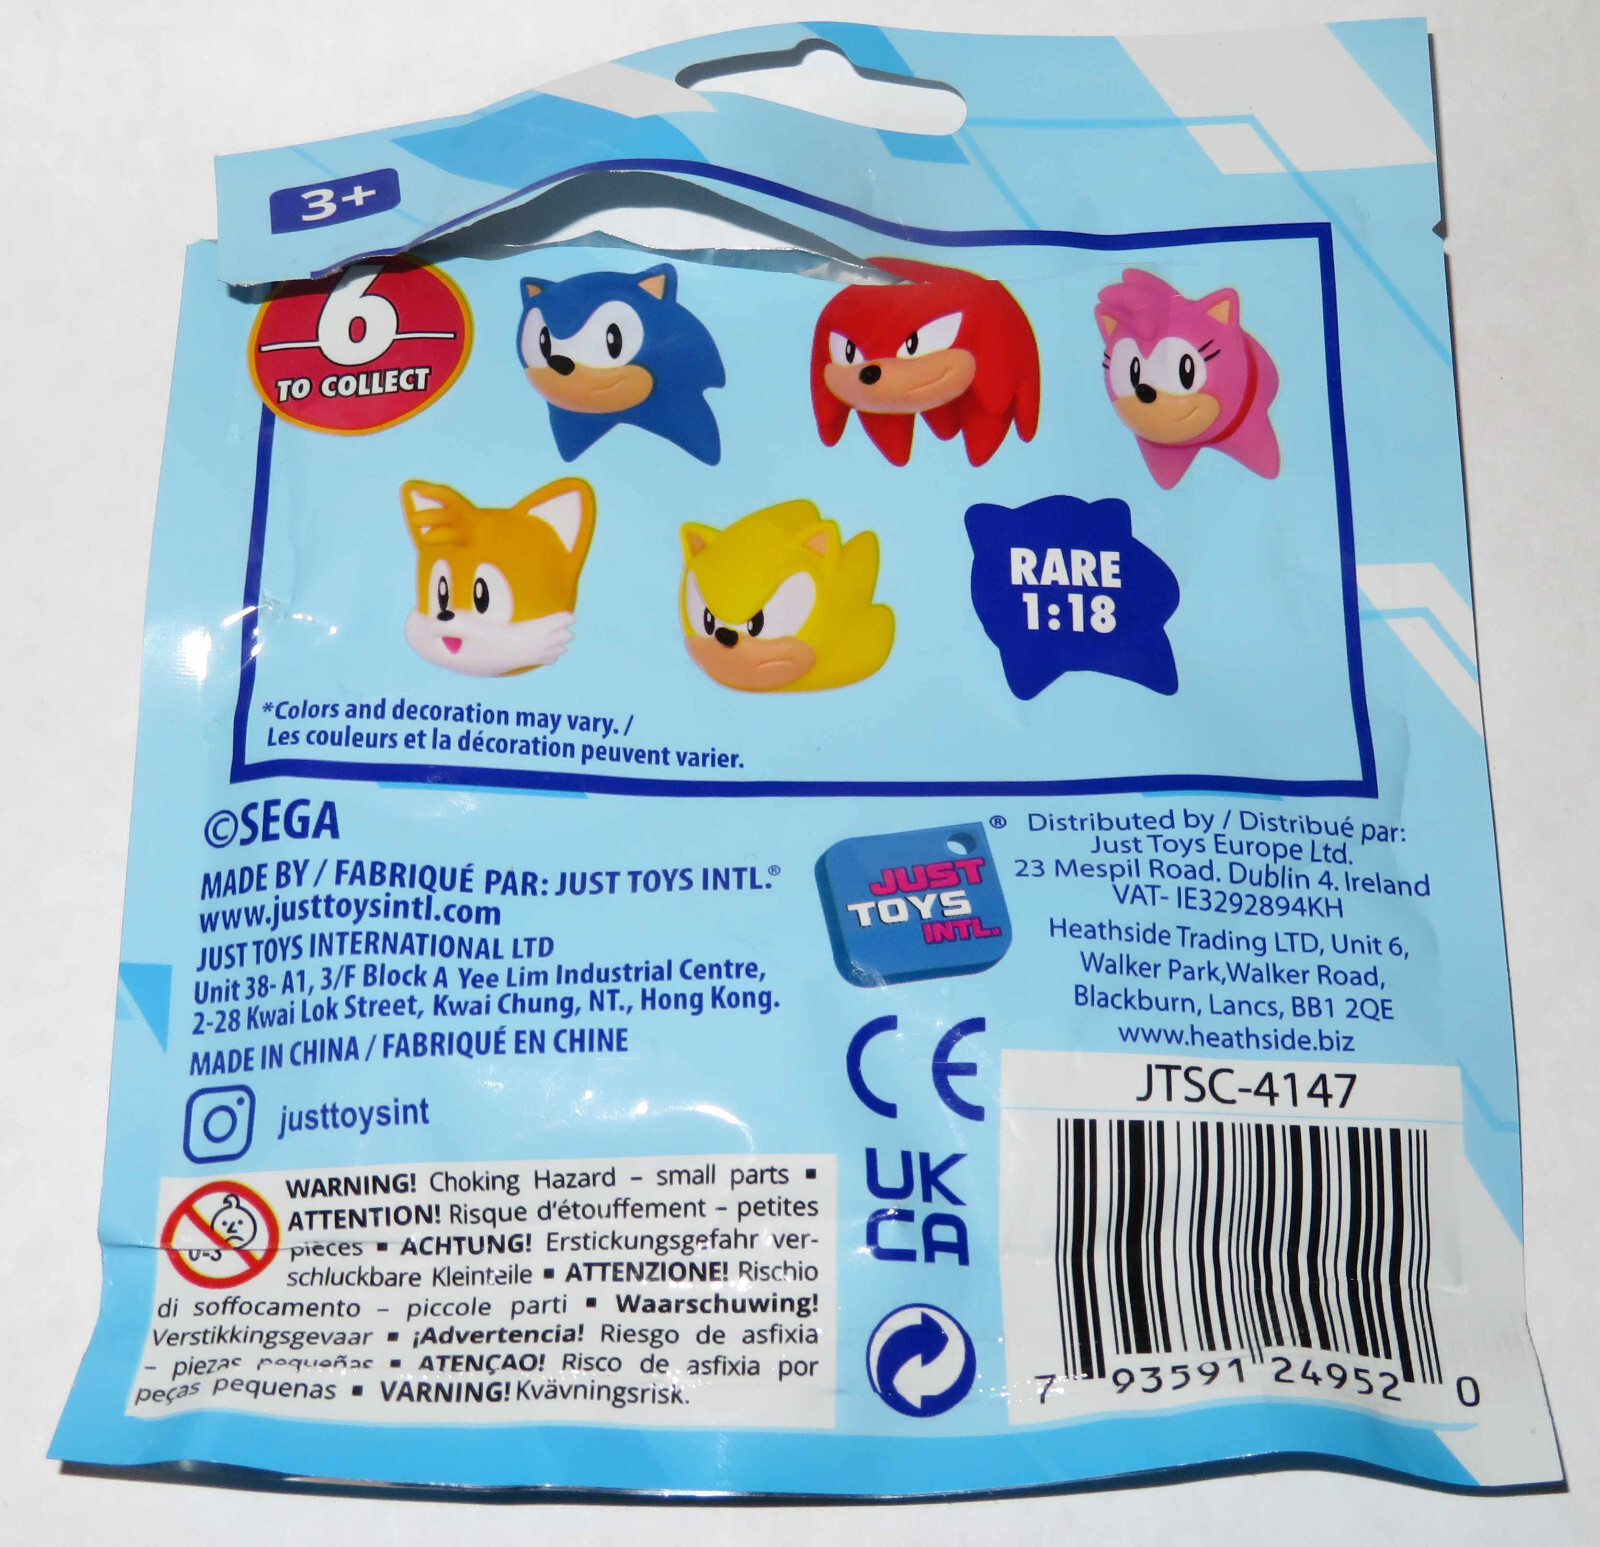 3+
6
TO COLLECT
RARE
1:18
*Colors and decoration may vary. /
Les couleurs et la décoration peuvent varier.
©SEGA
MADE BY / FABRIQUÉ PAR: JUST TOYS INTL.®
www.justtoysintl.com
JUST TOYS INTERNATIONAL LTD
Unit 38- A1, 3/F Block A Yee Lim Industrial Centre,
2-28 Kwai Lok Street, Kwai Chung, NT., Hong Kong.
MADE IN CHINA / FABRIQUÉ EN CHINE
justtoysint
JUST
TOYS
INTL.
®
Distributed by / Distribué par:
Just Toys Europe Ltd.
23 Mespil Road. Dublin 4. Ireland
VAT- IE3292894KH
Heathside Trading LTD, Unit 6,
Walker Park,Walker Road,
Blackburn, Lancs, BB1 2QE
www.heathside.biz
CE
UK
CA
JTSC-4147
7 93591 24952 0
0-3
WARNING! Choking Hazard – small parts ▪
ATTENTION! Risque d'étouffement – petites
pièces ▪ ACHTUNG! Erstickungsgefahr ver-
schluckbare Kleinteile ▪ ATTENZIONE! Rischio
di soffocamento – piccole parti ▪ Waarschuwing!
Verstikkingsgevaar ▪ ¡Advertencia! Riesgo de asfixia
– piezas pequeñas ▪ ATENÇAO! Risco de asfixia por
peças pequenas ▪ VARNING! Kvävningsrisk.